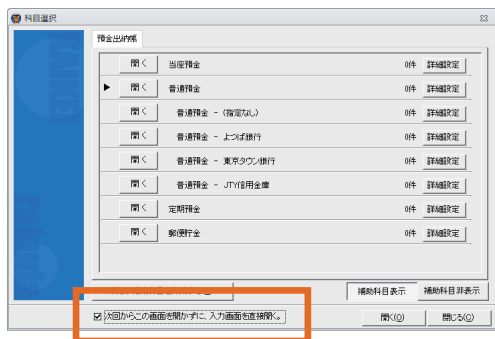 科目選択
預金出納帳
開く 当座預金 0件 詳細設定
開く 普通預金 0件 詳細設定
開く 普通預金 - (指定なし) 0件 詳細設定
開く 普通預金 - よつば銀行 0件 詳細設定
開く 普通預金 - 東京タウン銀行 0件 詳細設定
開く 普通預金 - JTY信用金庫 0件 詳細設定
開く 定期預金 0件 詳細設定
開く 郵便貯金 0件 詳細設定
補助科目表示 補助科目非表示
次回からこの画面を開かずに、入力画面を直接開く。 開く(O) 閉じる(C)